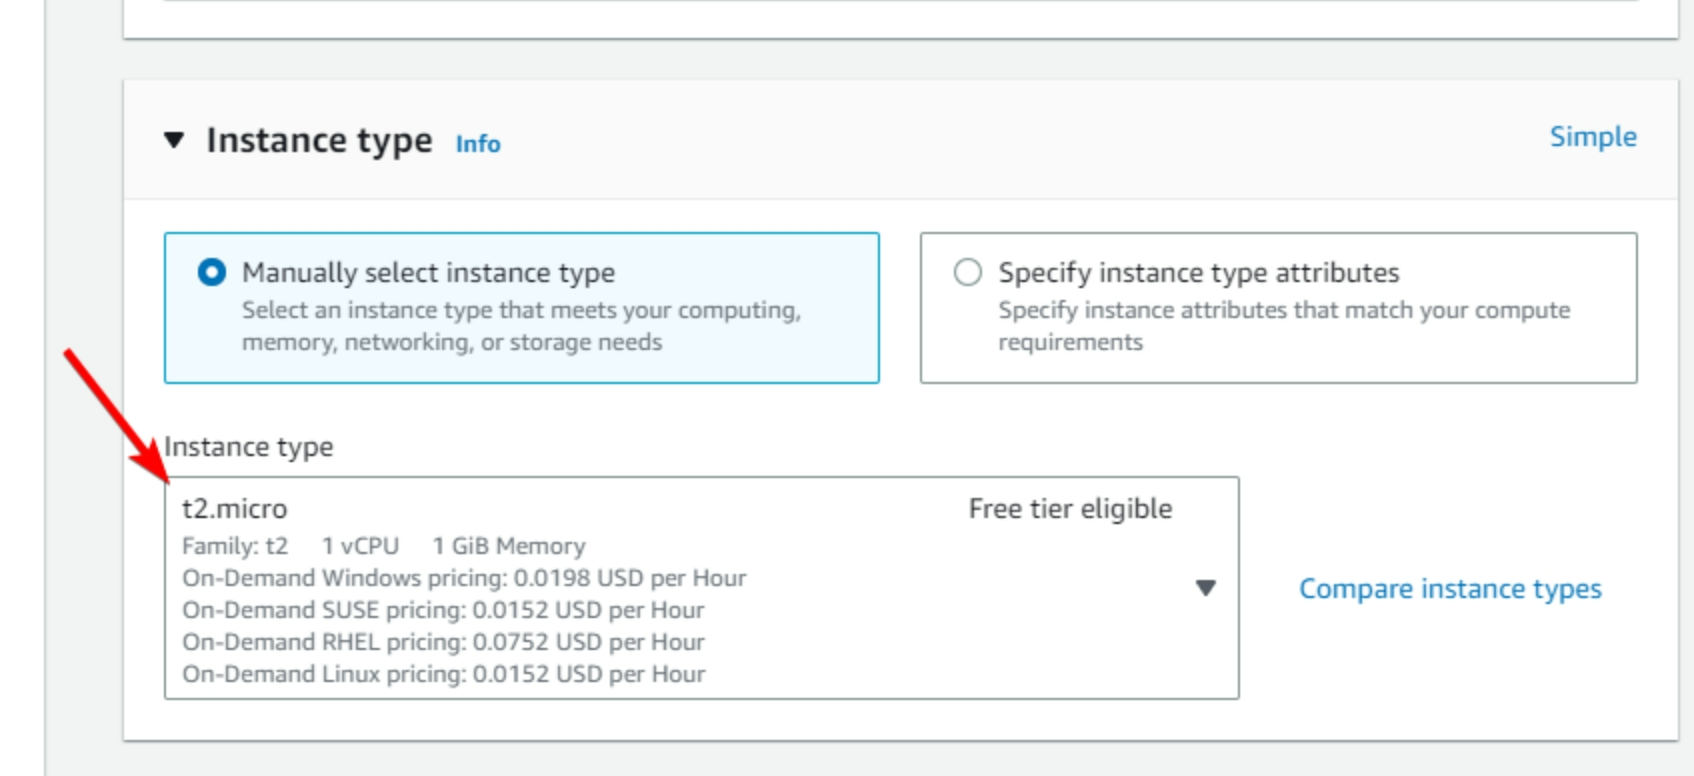 Instance type Info Simple
Manually select instance type
Select an instance type that meets your computing,
memory, networking, or storage needs
Specify instance type attributes
Specify instance attributes that match your compute
requirements
Instance type
t2.micro Free tier eligible
Family: t2 1 vCPU 1 GiB Memory
On-Demand Windows pricing: 0.0198 USD per Hour
On-Demand SUSE pricing: 0.0152 USD per Hour
On-Demand RHEL pricing: 0.0752 USD per Hour
On-Demand Linux pricing: 0.0152 USD per Hour
Compare instance types